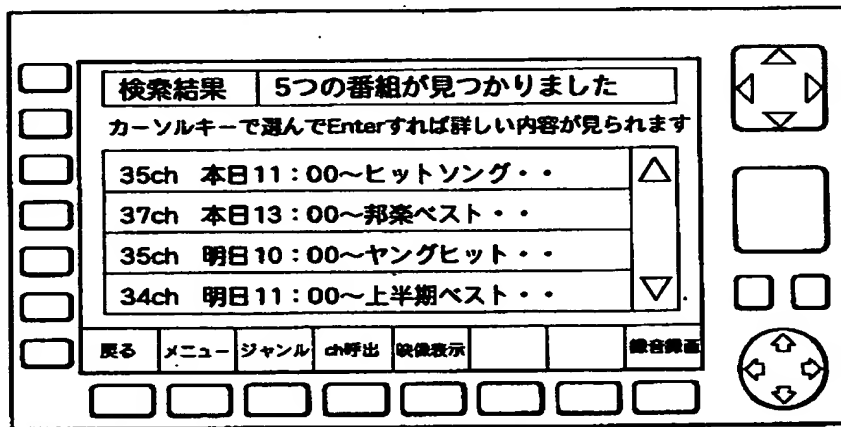 検索結果 5つの番組が見つかりました
カーソルキーで選んでEnterすれば詳しい内容が見られます
35ch 本日11：00〜ヒットソング・・
37ch 本日13：00〜邦楽ベスト・・
35ch 明日10：00〜ヤングヒット・・
34ch 明日11：00〜上半期ベスト・・
戻る メニュー ジャンル ch呼出 映像表示 録音録画